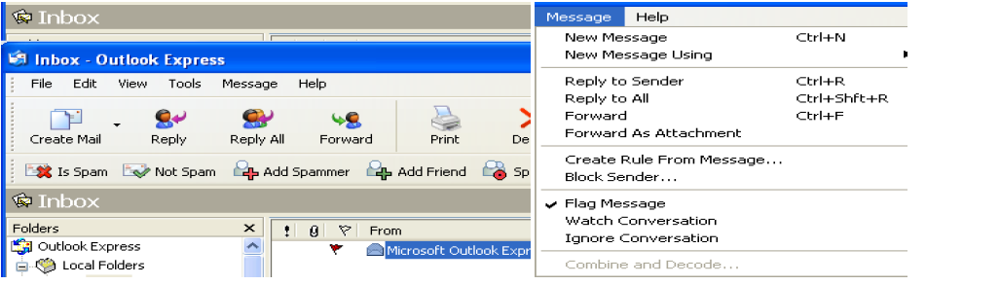 Inbox
Inbox - Outlook Express
File Edit View Tools Message Help
Create Mail Reply Reply All Forward Print De
Is Spam Not Spam Add Spammer Add Friend Sp
Inbox
Folders ! From
Outlook Express
Microsoft Outlook Expr
Local Folders
Message Help
New Message Ctrl+N
New Message Using
Reply to Sender Ctrl+R
Reply to All Ctrl+Shft+R
Forward Ctrl+F
Forward As Attachment
Create Rule From Message...
Block Sender...
Flag Message
Watch Conversation
Ignore Conversation
Combine and Decode...